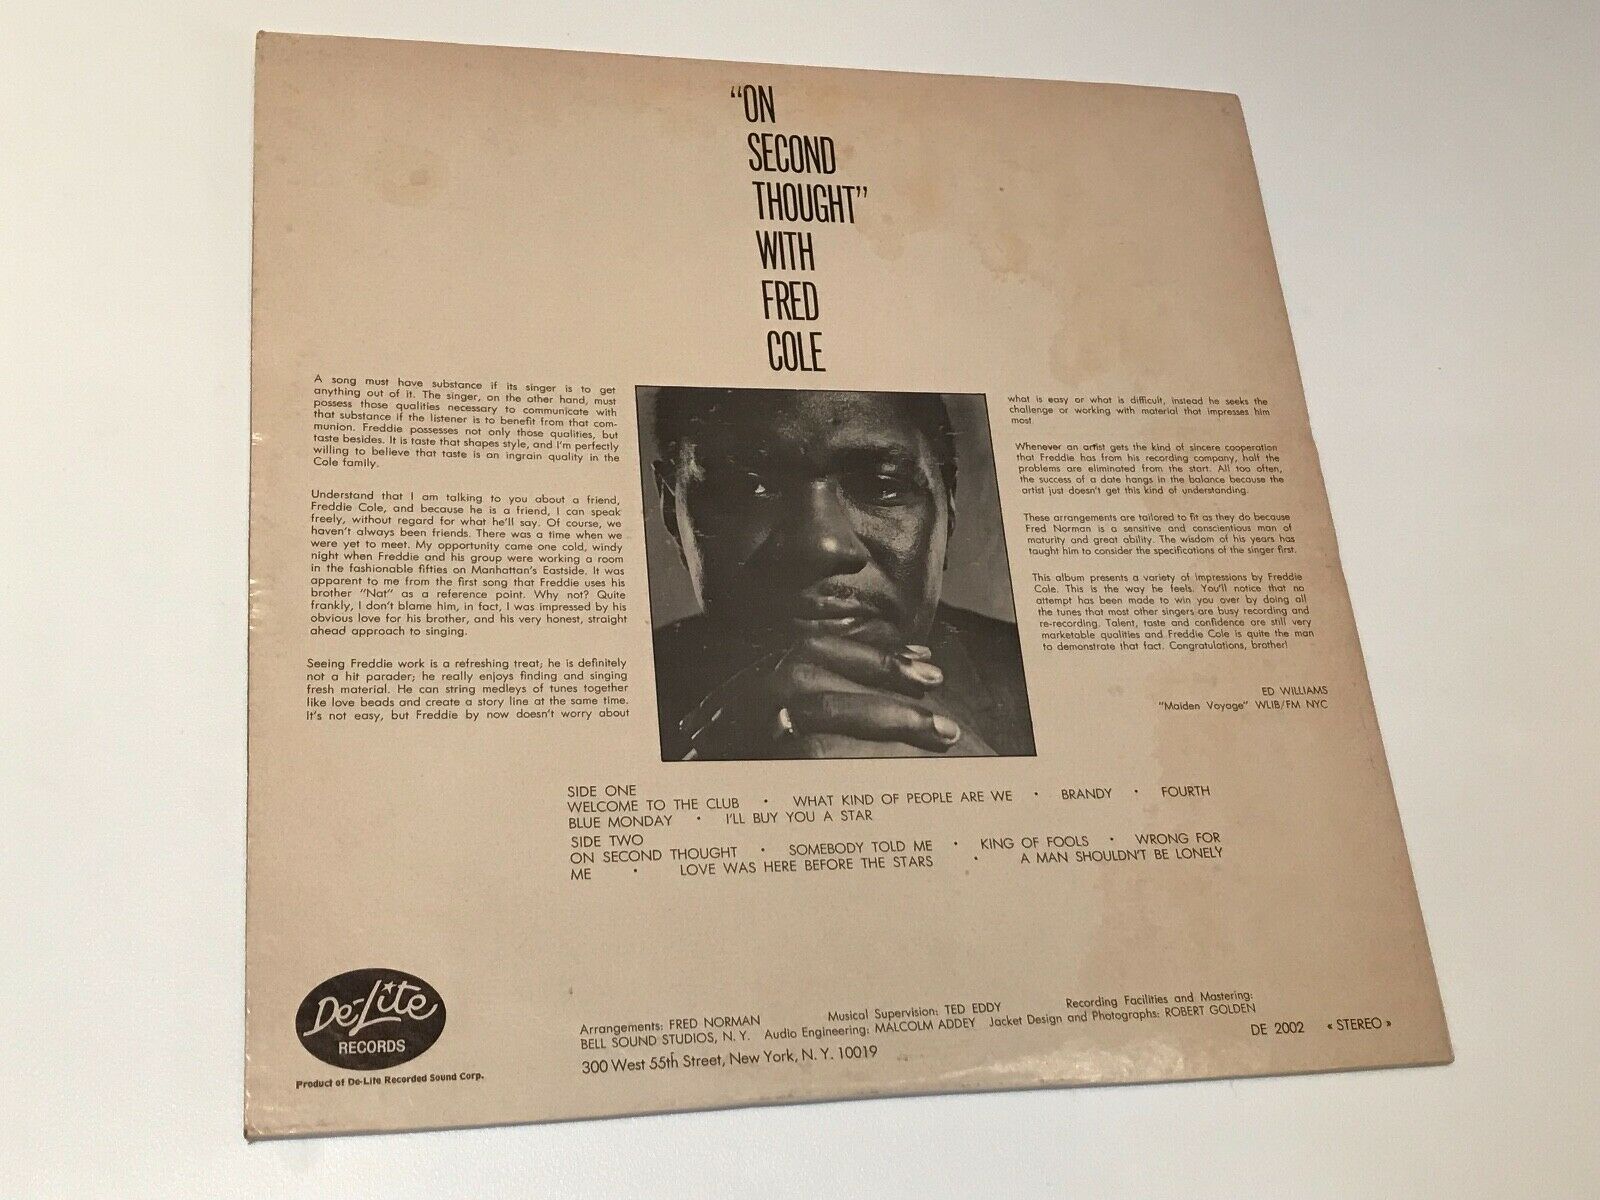 "ON
SECOND
THOUGHT"
WITH
FRED
COLE
A song must have substance if its singer is to get
anything out of it. The singer, on the other hand, must
possess those qualities necessary to communicate with
that substance if the listener is to benefit from that com-
munion. Freddie possesses not only those qualities, but
taste besides. It is taste that shapes style, and I'm perfectly
willing to believe that taste is an ingrain quality in the
Cole family.
Understand that I am talking to you about a friend,
Freddie Cole, and because he is a friend, I can speak
freely, without regard for what he'll say. Of course, we
haven't always been friends. There was a time when we
were yet to meet. My opportunity came one cold, windy
night when Freddie and his group were working a room
in the fashionable fifties on Manhattan's Eastside. It was
apparent to me from the first song that Freddie uses his
brother "Nat" as a reference point. Why not? Quite
frankly, I don't blame him, in fact, I was impressed by his
obvious love for his brother, and his very honest, straight
ahead approach to singing.
Seeing Freddie work is a refreshing treat; he is definitely
not a hit parader; he really enjoys finding and singing
fresh material. He can string medleys of tunes together
like love beads and create a story line at the same time.
It's not easy, but Freddie by now doesn't worry about
what is easy or what is difficult, instead he seeks the
challenge or working with material that impresses him
most.
Whenever an artist gets the kind of sincere cooperation
that Freddie has from his recording company, half the
problems are eliminated from the start. All too often,
the success of a date hangs in the balance because the
artist just doesn't get this kind of understanding.
These arrangements are tailored to fit as they do because
Fred Norman is a sensitive and conscientious man of
maturity and great ability. The wisdom of his years has
taught him to consider the specifications of the singer first.
This album presents a variety of impressions by Freddie
Cole. This is the way he feels. You'll notice that no
attempt has been made to win you over by doing all
the tunes that most other singers are busy recording and
re-recording. Talent, taste and confidence are still very
marketable qualities and Freddie Cole is quite the man
to demonstrate that fact. Congratulations, brother!
ED WILLIAMS
"Maiden Voyage" WLIB/FM NYC
SIDE ONE
WELCOME TO THE CLUB • WHAT KIND OF PEOPLE ARE WE • BRANDY • FOURTH
BLUE MONDAY • I'LL BUY YOU A STAR
SIDE TWO
ON SECOND THOUGHT • SOMEBODY TOLD ME • KING OF FOOLS • WRONG FOR
ME • LOVE WAS HERE BEFORE THE STARS • A MAN SHOULDN'T BE LONELY
De-Lite
RECORDS
Product of De-Lite Recorded Sound Corp.
Arrangements: FRED NORMAN Musical Supervision: TED EDDY Recording Facilities and Mastering:
BELL SOUND STUDIOS, N. Y. Audio Engineering: MALCOLM ADDEY Jacket Design and Photographs: ROBERT GOLDEN
300 West 55th Street, New York, N. Y. 10019
DE 2002 « STEREO »